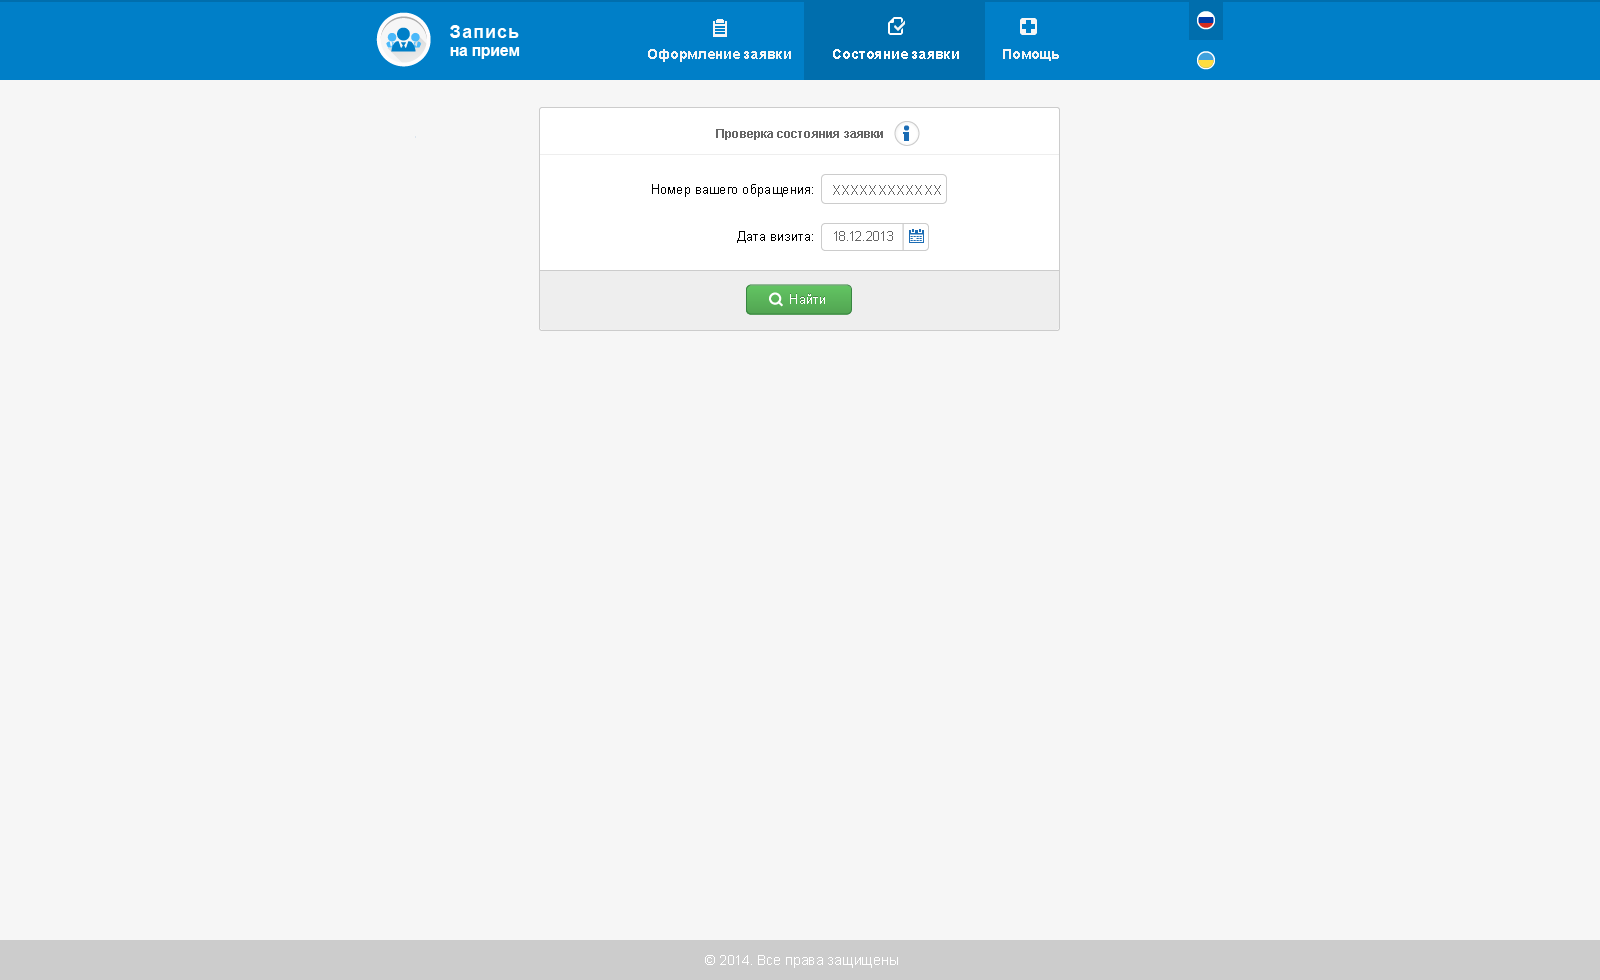 Запись
на прием
Оформление заявки
Состояние заявки
Помощь
Проверка состояния заявки
Номер вашего обращения: XXXXXXXXXXXX
Дата визита: 18.12.2013
Найти
© 2014. Все права защищены